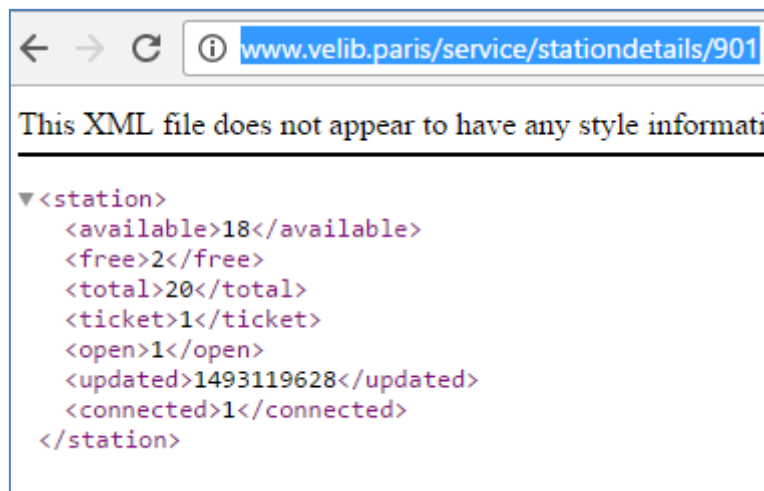 www.velib.paris/service/stationdetails/901
This XML file does not appear to have any style informati
<station>
<available>18</available>
<free>2</free>
<total>20</total>
<ticket>1</ticket>
<open>1</open>
<updated>1493119628</updated>
<connected>1</connected>
</station>